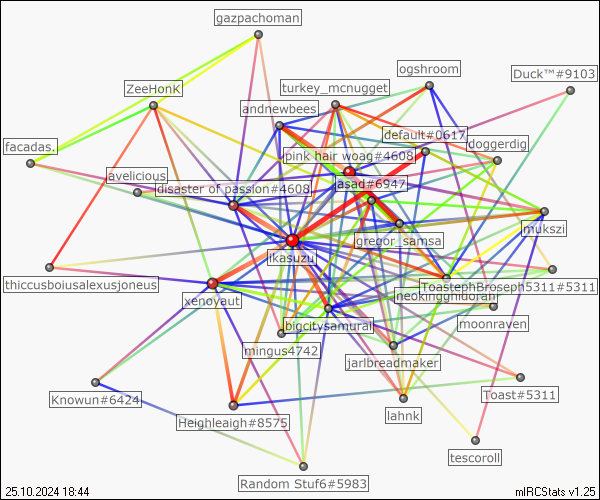 gazpachoman
ogshroom
Duck™#9103
ZeeHonK
turkey_mcnugget
andnewbees
default#0617
doggerdig
facadas.
pink hair woag#4608
avelicious
disaster of passion#4608
asad#6947
mukszi
gregor_samsa
ikasuzu
thiccusboiusalexusjoneus
ToastephBroseph5311#5311
xenoveut
neokingghidorah
moonraven
bigcitysamurai
mingus4742
jarlbreadmaker
Knowun#6424
Toast#5311
lahnk
Heighleaigh#8575
tescoroll
Random Stuf6#5983
25.10.2024 18:44
mIRCStats v1.25